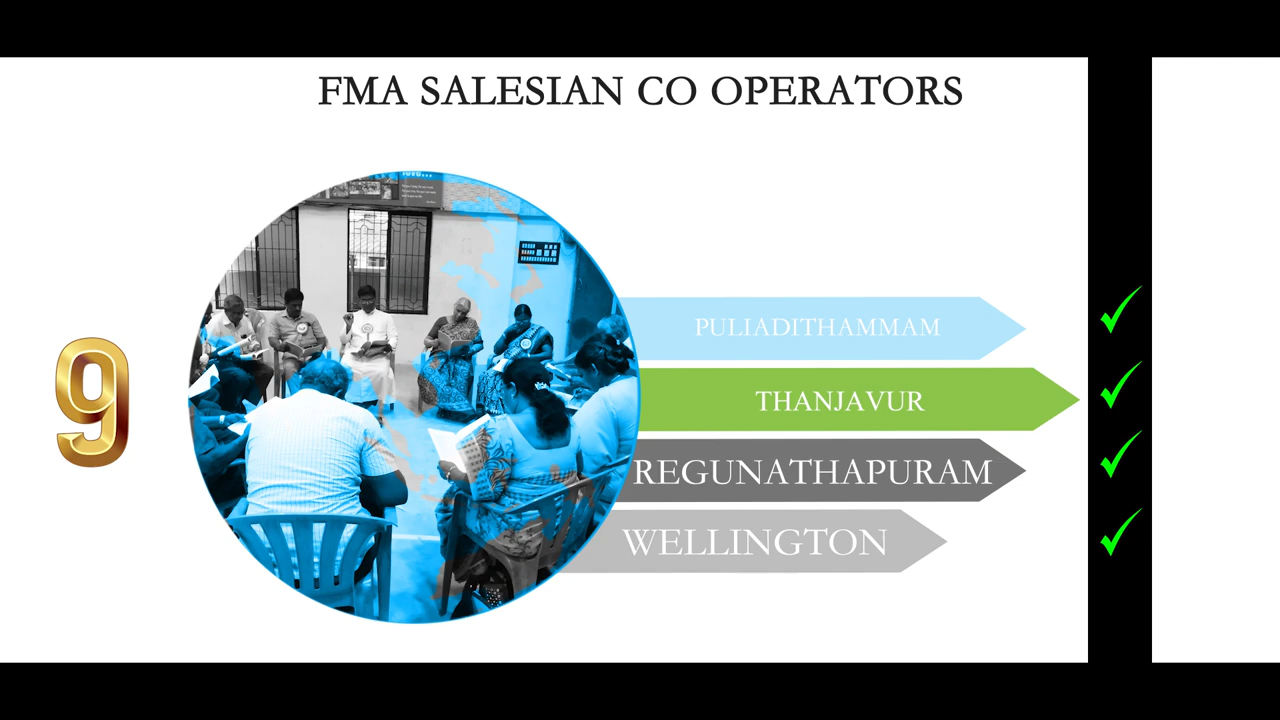 FMA SALESIAN CO OPERATORS
9
PULIADITHAMMAM
THANJAVUR
REGUNATHAPURAM
WELLINGTON